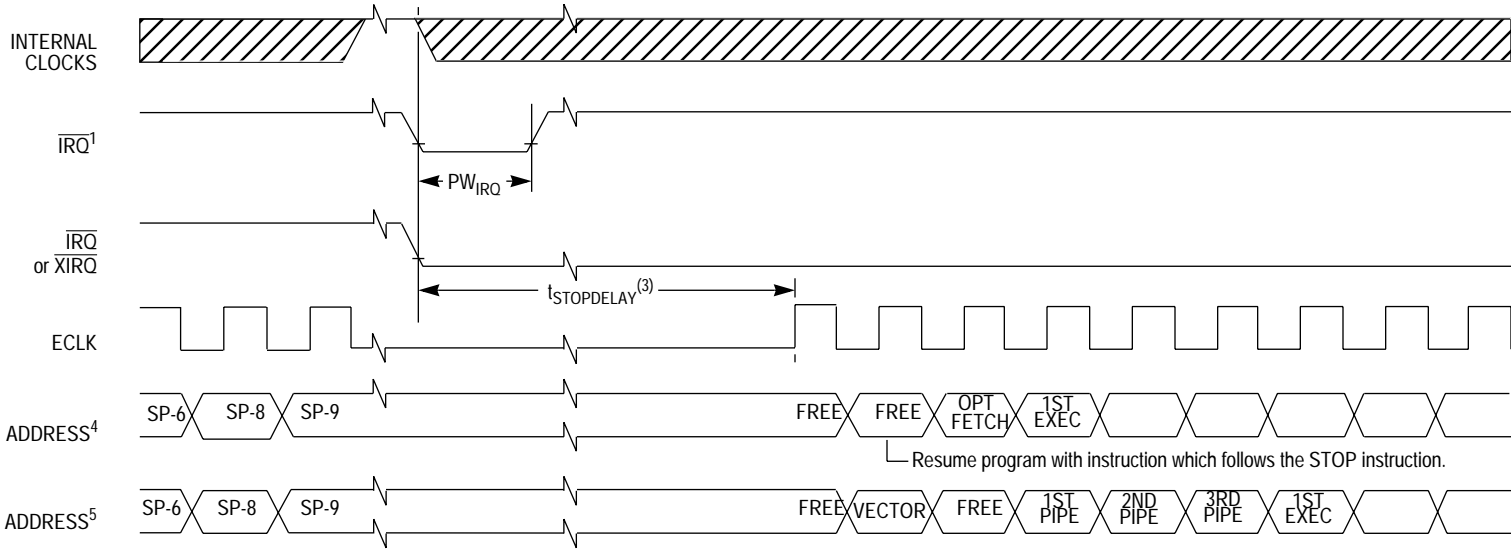 INTERNAL
CLOCKS
IRQ1
PWIRQ
IRQ
or XIRQ
tSTOPDELAY(3)
ECLK
ADDRESS4
SP-6 SP-8 SP-9 FREE FREE OPT FETCH 1ST EXEC
Resume program with instruction which follows the STOP instruction.
ADDRESS5
SP-6 SP-8 SP-9 FREE VECTOR FREE 1ST PIPE 2ND PIPE 3RD PIPE 1ST EXEC